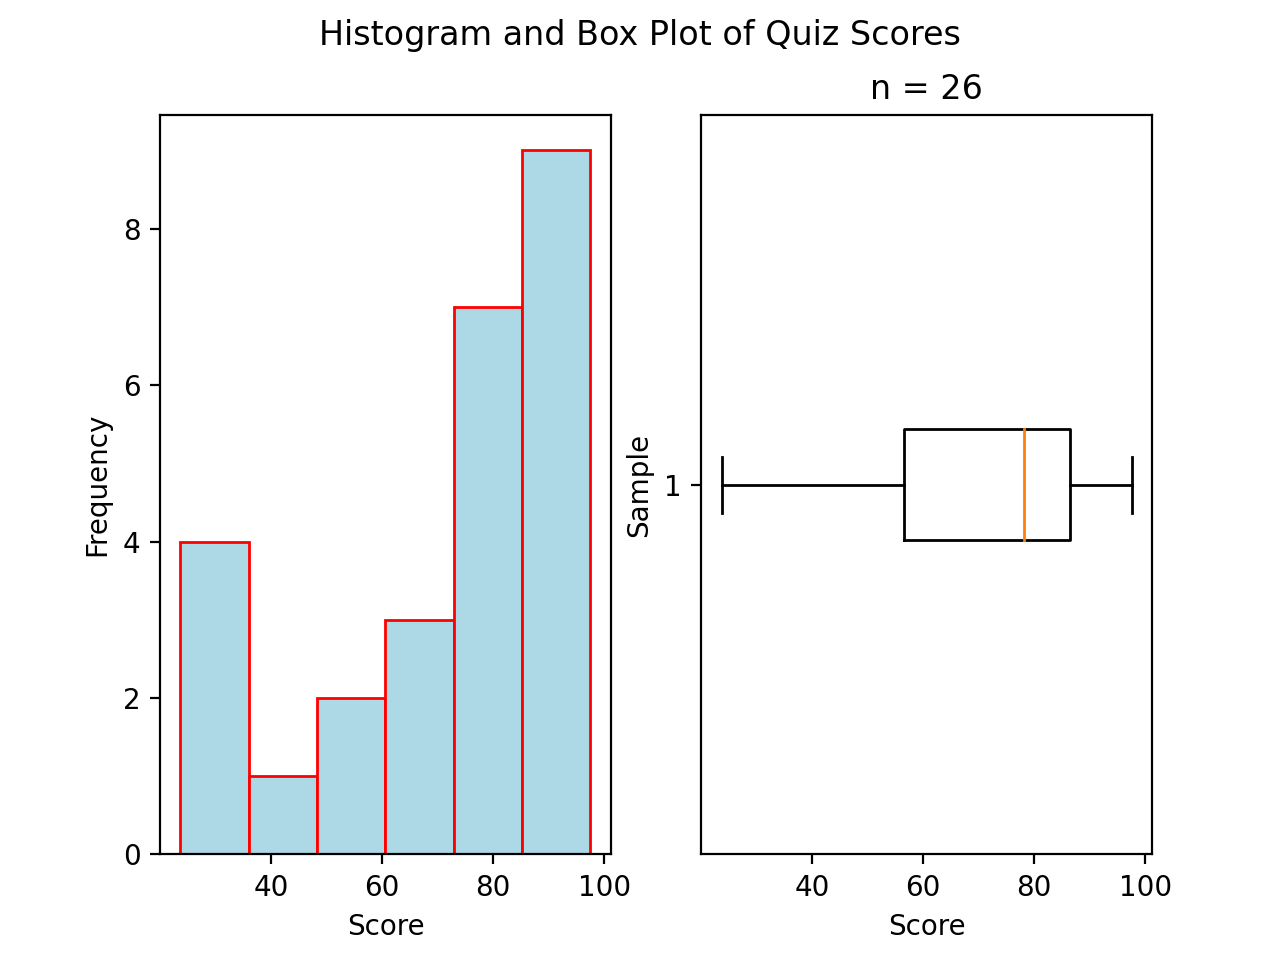 Histogram and Box Plot of Quiz Scores
Frequency
8
6
4
2
0
40 60 80 100
Score
n = 26
Sample
1
40 60 80 100
Score